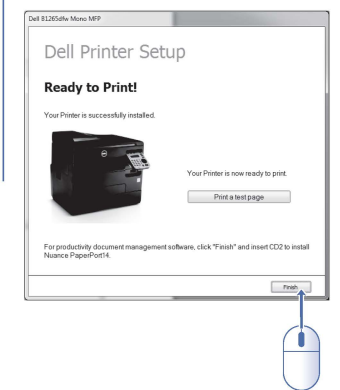 Dell B1265dfw Mono MFP
Dell Printer Setup
Ready to Print!
Your Printer is successfully installed.
Your Printer is now ready to print.
Print a test page
For productivity document management software, click "Finish" and insert CD2 to install
Nuance PaperPort14.
Finish